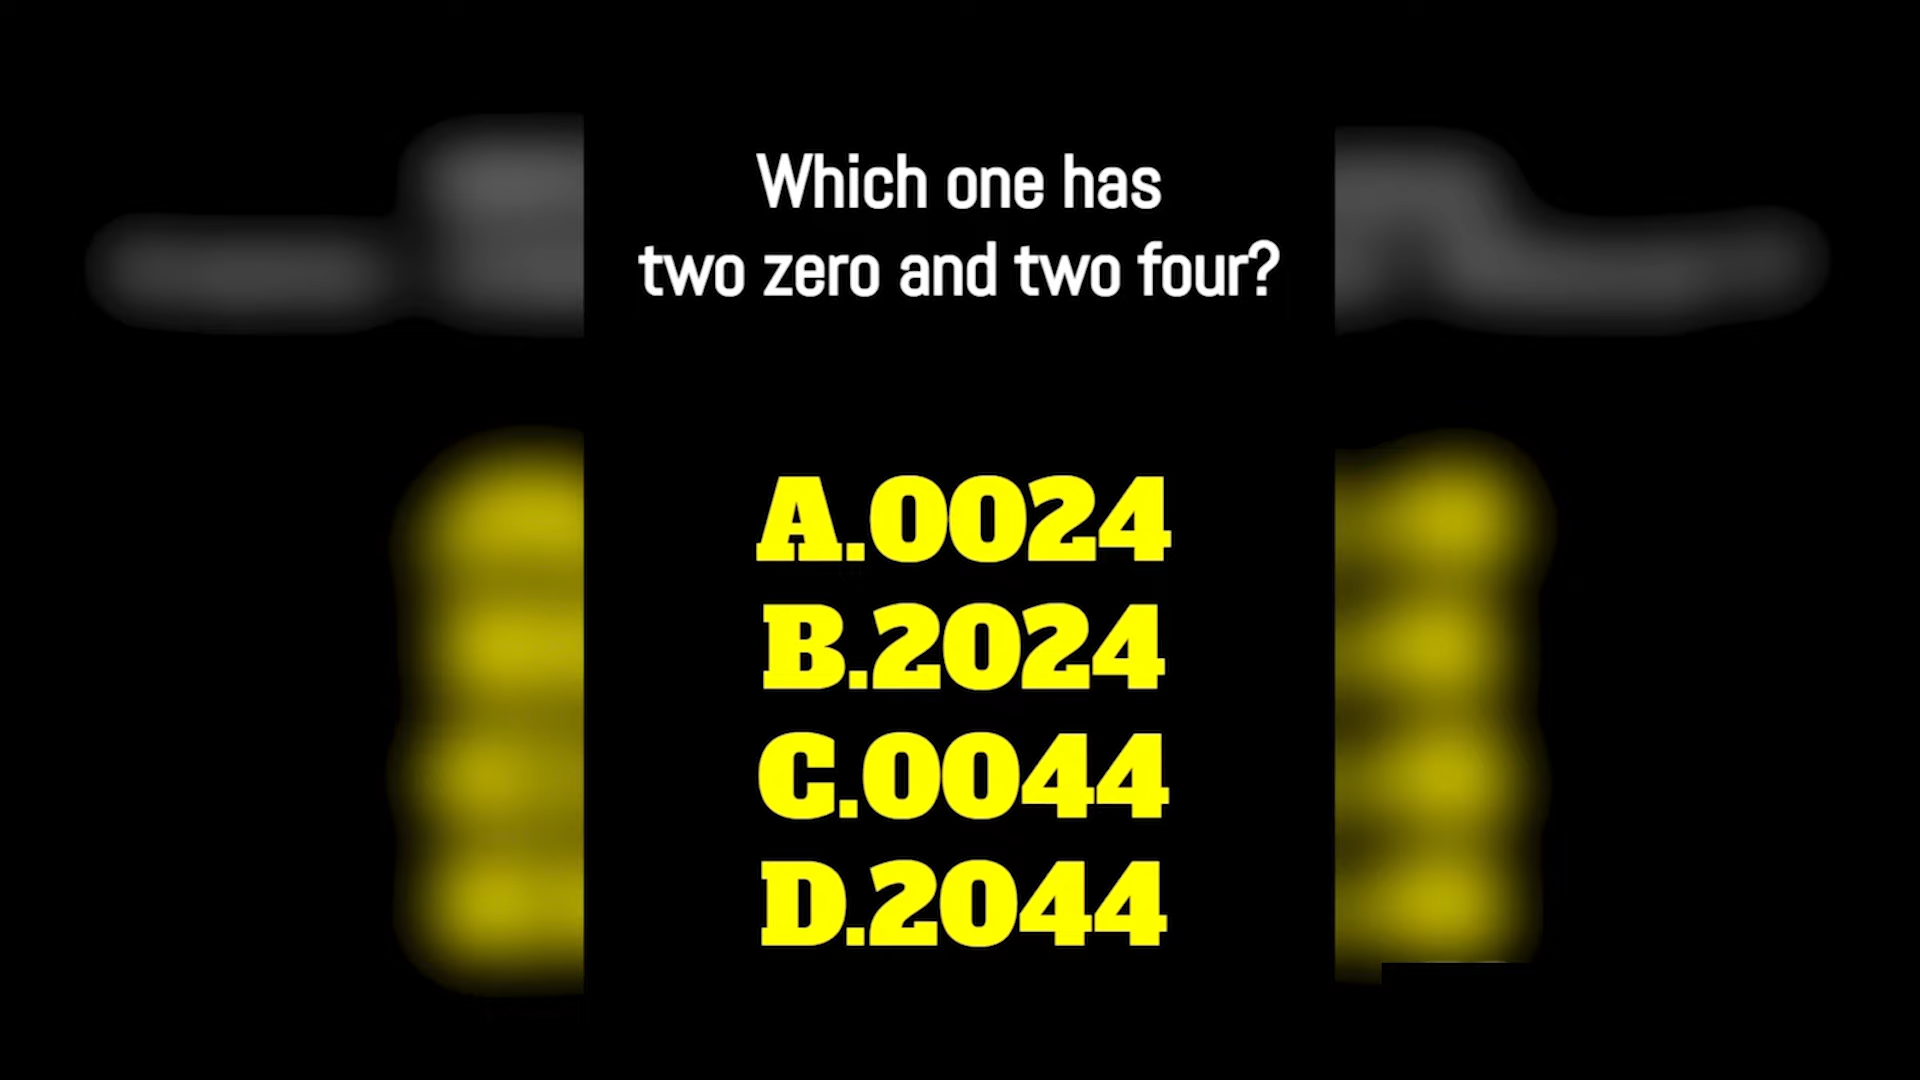 Which one has
two zero and two four?
A.0024
B.2024
C.0044
D.2044